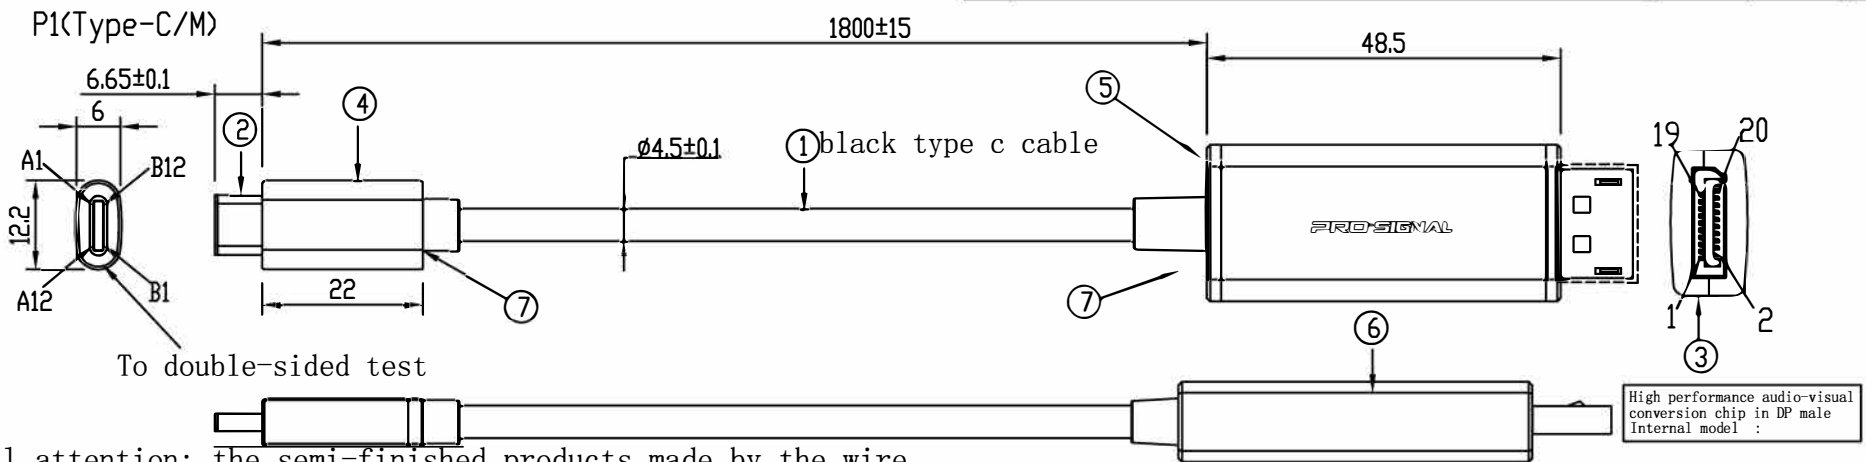 P1(Type-C/M)
1800±15
48.5
6.65±0.1
6
④
⑤
②
①black type c cable
ø4.5±0.1
19
20
A1
B12
12.2
PRO-SIGNAL
A12
B1
22
⑦
⑦
1
2
⑥
③
To double-sided test
High performance audio-visual
conversion chip in DP male
Internal model :
l attention: the semi-finished products made by the wire